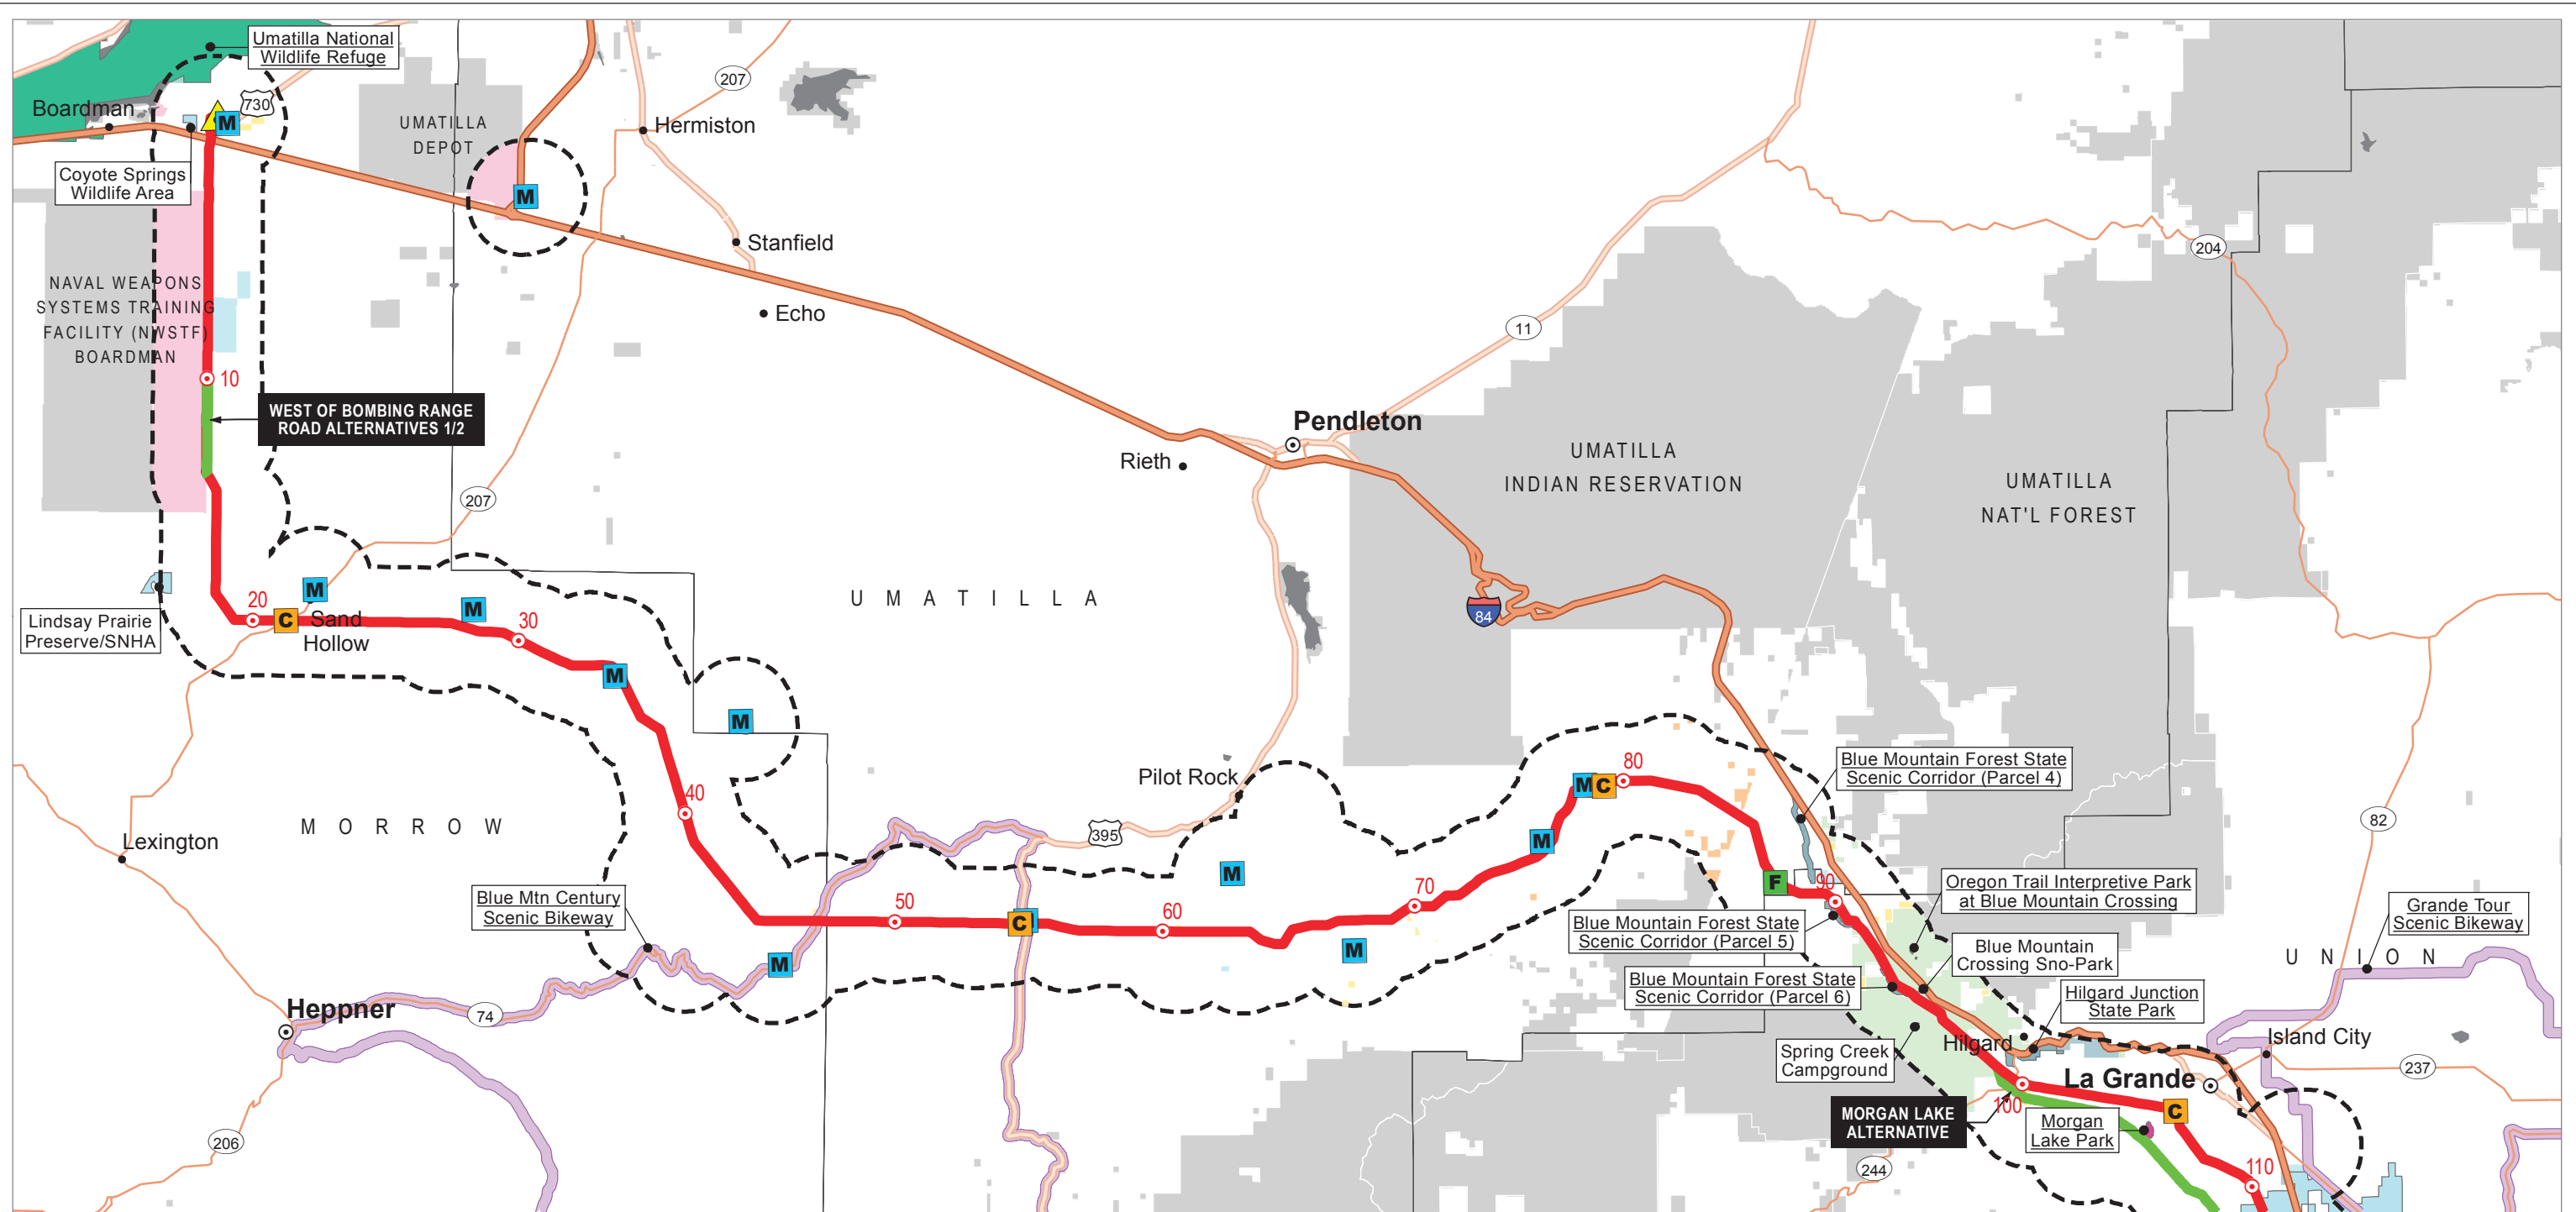 Umatilla National
Wildlife Refuge
Boardman
730
M
UMATILLA
DEPOT
207
Hermiston
Coyote Springs
Wildlife Area
M
Stanfield
204
NAVAL WEAPONS
SYSTEMS TRAINING
FACILITY (NWSTF)
BOARDMAN
Echo
11
10
WEST OF BOMBING RANGE
ROAD ALTERNATIVES 1/2
Pendleton
Rieth
UMATILLA
INDIAN RESERVATION
UMATILLA
NAT'L FOREST
207
Lindsay Prairie
Preserve/SNHA
20
C
M
Sand
Hollow
M
30
UMATILLA
84
M
M
40
Pilot Rock
M
C
80
Blue Mountain Forest State
Scenic Corridor (Parcel 4)
Lexington
MORROW
395
M
82
Blue Mtn Century
Scenic Bikeway
50
C
M
60
70
F
90
Oregon Trail Interpretive Park
at Blue Mountain Crossing
Grande Tour
Scenic Bikeway
Blue Mountain Forest State
Scenic Corridor (Parcel 5)
M
M
Blue Mountain
Crossing Sno-Park
UNION
Blue Mountain Forest State
Scenic Corridor (Parcel 6)
Hilgard Junction
State Park
Heppner
74
Spring Creek
Campground
Hilgard
Island City
237
La Grande
MORGAN LAKE
ALTERNATIVE
100
Morgan
Lake Park
C
206
244
110